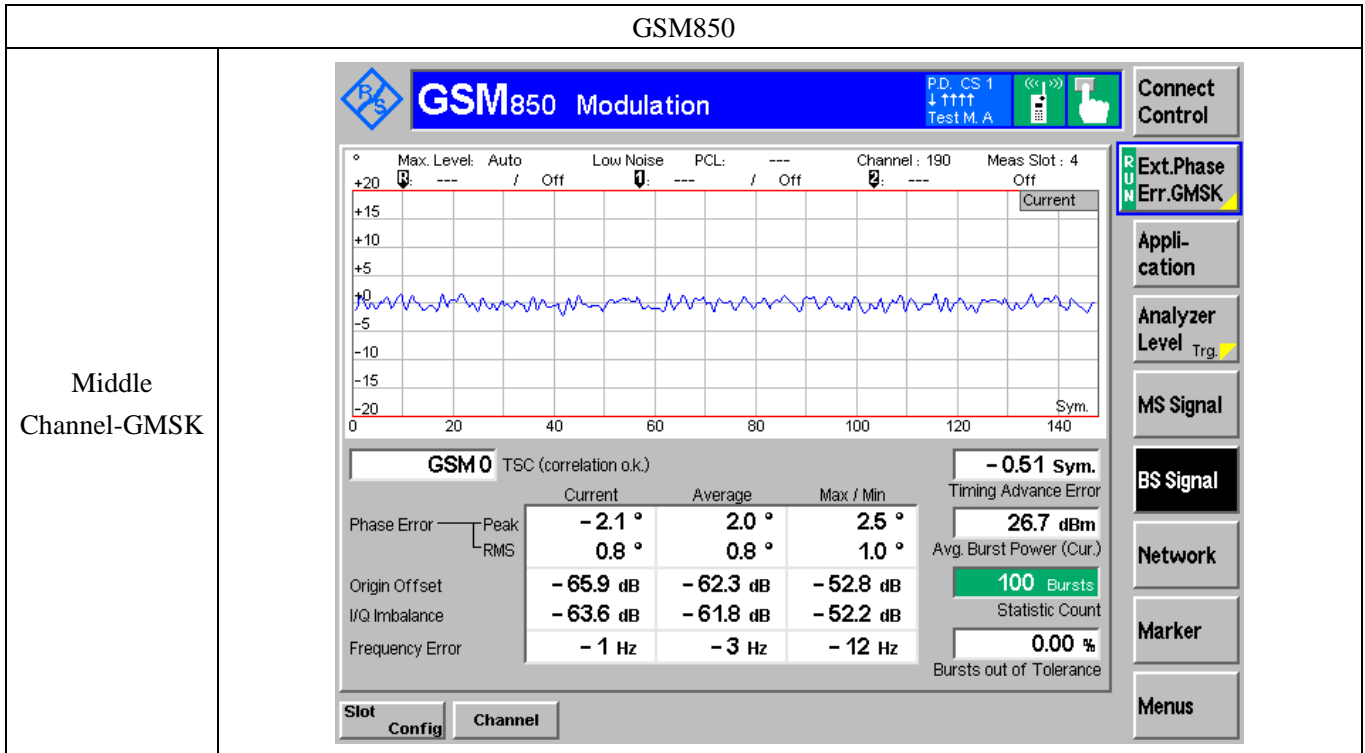 GSM850
Middle
Channel-GMSK
R&S
GSM850 Modulation
P.D. CS 1
↓ ↑↑↑↑
Test M. A
Connect
Control
° Max. Level: Auto Low Noise PCL: --- Channel : 190 Meas Slot : 4
R: --- / Off 1: --- / Off 2: --- Off
Current
+20
+15
+10
+5
±0
-5
-10
-15
-20
Sym.
0 20 40 60 80 100 120 140
RUN
Ext.Phase
Err.GMSK
Appli-
cation
Analyzer
Level Trg.
MS Signal
BS Signal
Network
Marker
Menus
GSM 0 TSC (correlation o.k.)
Current Average Max / Min
Phase Error Peak – 2.1 ° 2.0 ° 2.5 °
RMS 0.8 ° 0.8 ° 1.0 °
Origin Offset – 65.9 dB – 62.3 dB – 52.8 dB
I/Q Imbalance – 63.6 dB – 61.8 dB – 52.2 dB
Frequency Error – 1 Hz – 3 Hz – 12 Hz
– 0.51 Sym.
Timing Advance Error
26.7 dBm
Avg. Burst Power (Cur.)
100 Bursts
Statistic Count
0.00 %
Bursts out of Tolerance
Slot
Config
Channel